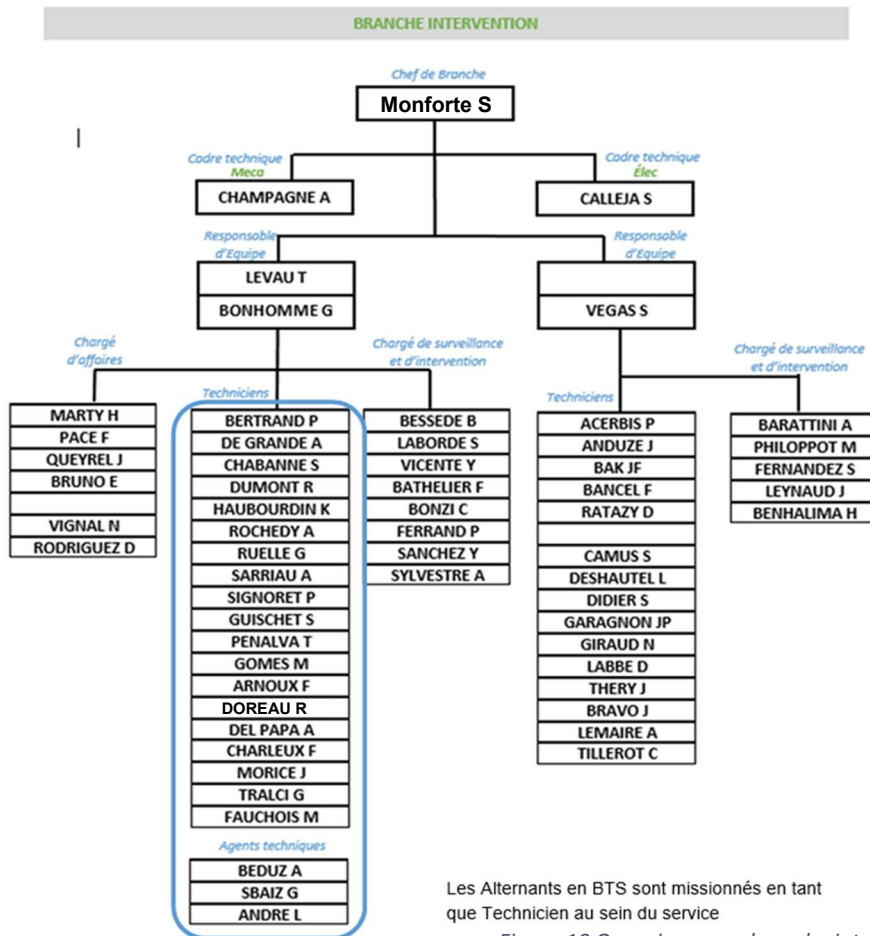 BRANCHE INTERVENTION
Chef de Branche
Monforte S
|
Cadre technique
Meca
CHAMPAGNE A
Cadre technique
Élec
CALLEJA S
Responsable
d'Equipe
LEVAU T
BONHOMME G
Responsable
d'Equipe
VEGAS S
Chargé
d'affaires
MARTY H
PACE F
QUEYREL J
BRUNO E
VIGNAL N
RODRIGUEZ D
Techniciens
BERTRAND P
DE GRANDE A
CHABANNE S
DUMONT R
HAUBOURDIN K
ROCHEDY A
RUELLE G
SARRIAU A
SIGNORET P
GUISCHET S
PENALVA T
GOMES M
ARNOUX F
DOREAU R
DEL PAPA A
CHARLEUX F
MORICE J
TRALCI G
FAUCHOIS M
Agents techniques
BEDUZ A
SBAIZ G
ANDRE L
Chargé de surveillance
et d'intervention
BESSEDE B
LABORDE S
VICENTE Y
BATHELIER F
BONZI C
FERRAND P
SANCHEZ Y
SYLVESTRE A
Techniciens
ACERBIS P
ANDUZE J
BAK JF
BANCEL F
RATAZY D
CAMUS S
DESHAUTEL L
DIDIER S
GARAGNON JP
GIRAUD N
LABBE D
THERY J
BRAVO J
LEMAIRE A
TILLEROT C
Chargé de surveillance
et d'intervention
BARATTINI A
PHILOPPOT M
FERNANDEZ S
LEYNAUD J
BENHALIMA H
Les Alternants en BTS sont missionnés en tant
que Technicien au sein du service